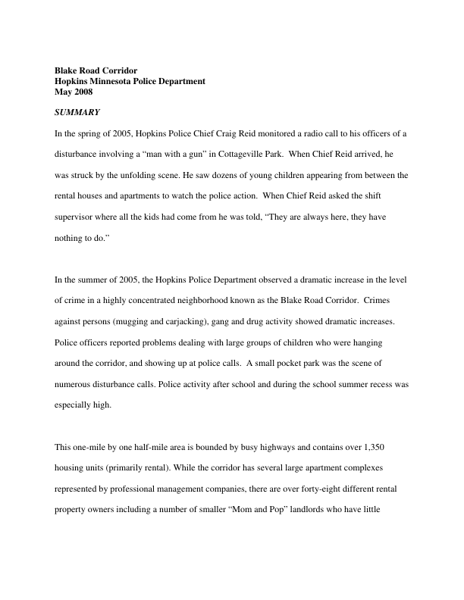 Blake Road Corridor
Hopkins Minnesota Police Department
May 2008
SUMMARY
In the spring of 2005, Hopkins Police Chief Craig Reid monitored a radio call to his officers of a
disturbance involving a “man with a gun” in Cottageville Park.  When Chief Reid arrived, he
was struck by the unfolding scene. He saw dozens of young children appearing from between the
rental houses and apartments to watch the police action.  When Chief Reid asked the shift
supervisor where all the kids had come from he was told, “They are always here, they have
nothing to do.”
In the summer of 2005, the Hopkins Police Department observed a dramatic increase in the level
of crime in a highly concentrated neighborhood known as the Blake Road Corridor.  Crimes
against persons (mugging and carjacking), gang and drug activity showed dramatic increases.
Police officers reported problems dealing with large groups of children who were hanging
around the corridor, and showing up at police calls.  A small pocket park was the scene of
numerous disturbance calls. Police activity after school and during the school summer recess was
especially high.
This one-mile by one half-mile area is bounded by busy highways and contains over 1,350
housing units (primarily rental). While the corridor has several large apartment complexes
represented by professional management companies, there are over forty-eight different rental
property owners including a number of smaller “Mom and Pop” landlords who have little